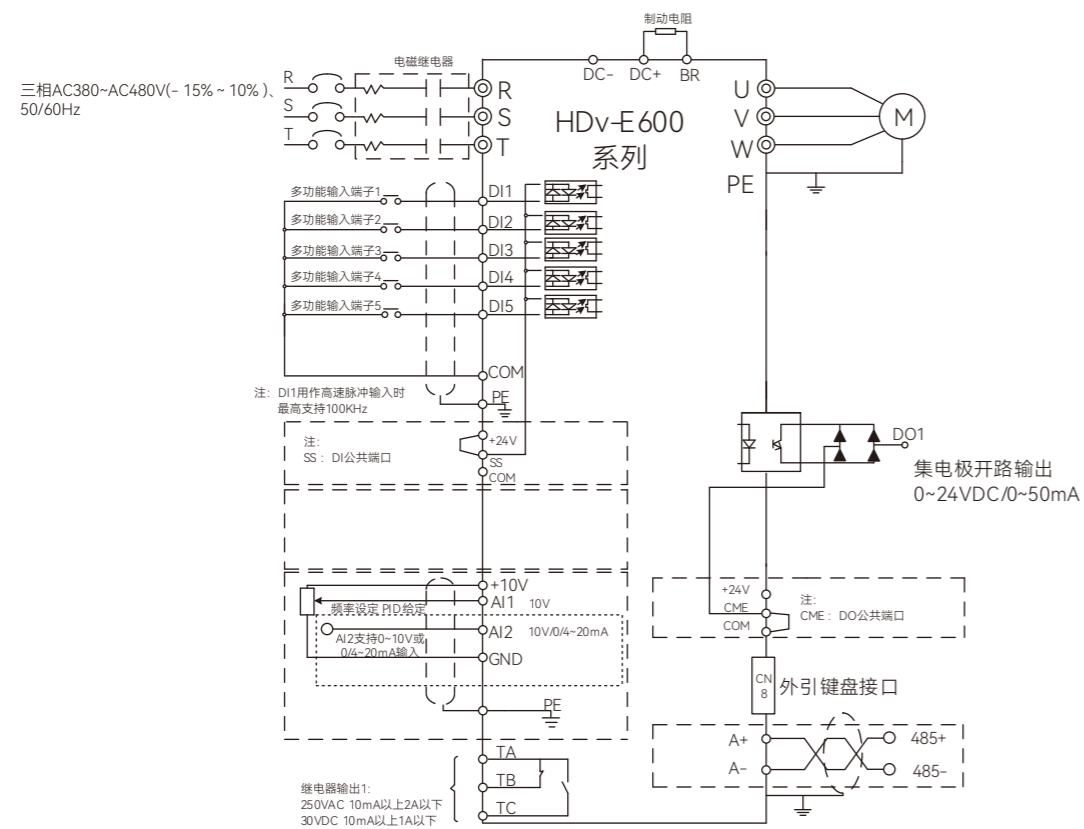 制动电阻
电磁继电器
DC- DC+ BR
三相AC380~AC480V(- 15% ~ 10% )、
50/60Hz
R
S
T
R
S
T
HDv-E600
系列
U
V
W
M
PE
多功能输入端子1
多功能输入端子2
多功能输入端子3
多功能输入端子4
多功能输入端子5
DI1
DI2
DI3
DI4
DI5
COM
PE
注：DI1用作高速脉冲输入时
最高支持100KHz
注：
SS：DI公共端口
+24V
SS
COM
DO1
集电极开路输出
0~24VDC/0~50mA
+10V
AI1 10V
频率设定 PID给定
AI2 10V/0/4~20mA
AI2支持0~10V或
0/4~20mA输入
GND
PE
+24V
CME
COM
注：
CME：DO公共端口
CN
8
外引键盘接口
A+
A-
485+
485-
TA
TB
TC
继电器输出1:
250VAC 10mA以上2A以下
30VDC 10mA以上1A以下